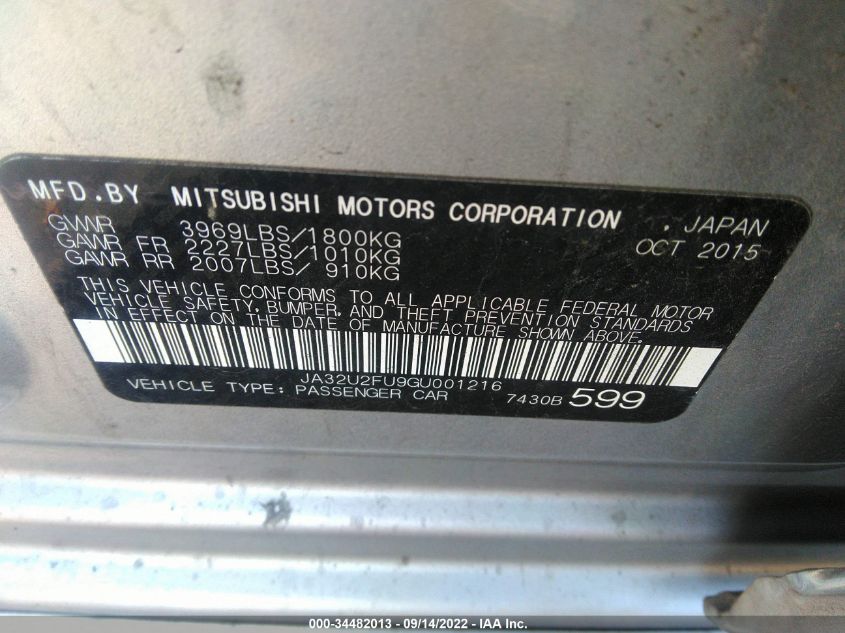 MFD.BY MITSUBISHI MOTORS CORPORATION , JAPAN
GVWR 3969LBS/1800KG OCT 2015
GAWR FR 2227LBS/1010KG
GAWR RR 2007LBS/ 910KG
THIS VEHICLE CONFORMS TO ALL APPLICABLE FEDERAL MOTOR
VEHICLE SAFETY, BUMPER, AND THEFT PREVENTION STANDARDS
IN EFFECT ON THE DATE OF MANUFACTURE SHOWN ABOVE.
JA32U2FU9GU001216
VEHICLE TYPE: PASSENGER CAR 7430B 599
000-34482013 - 09/14/2022 - IAA Inc.